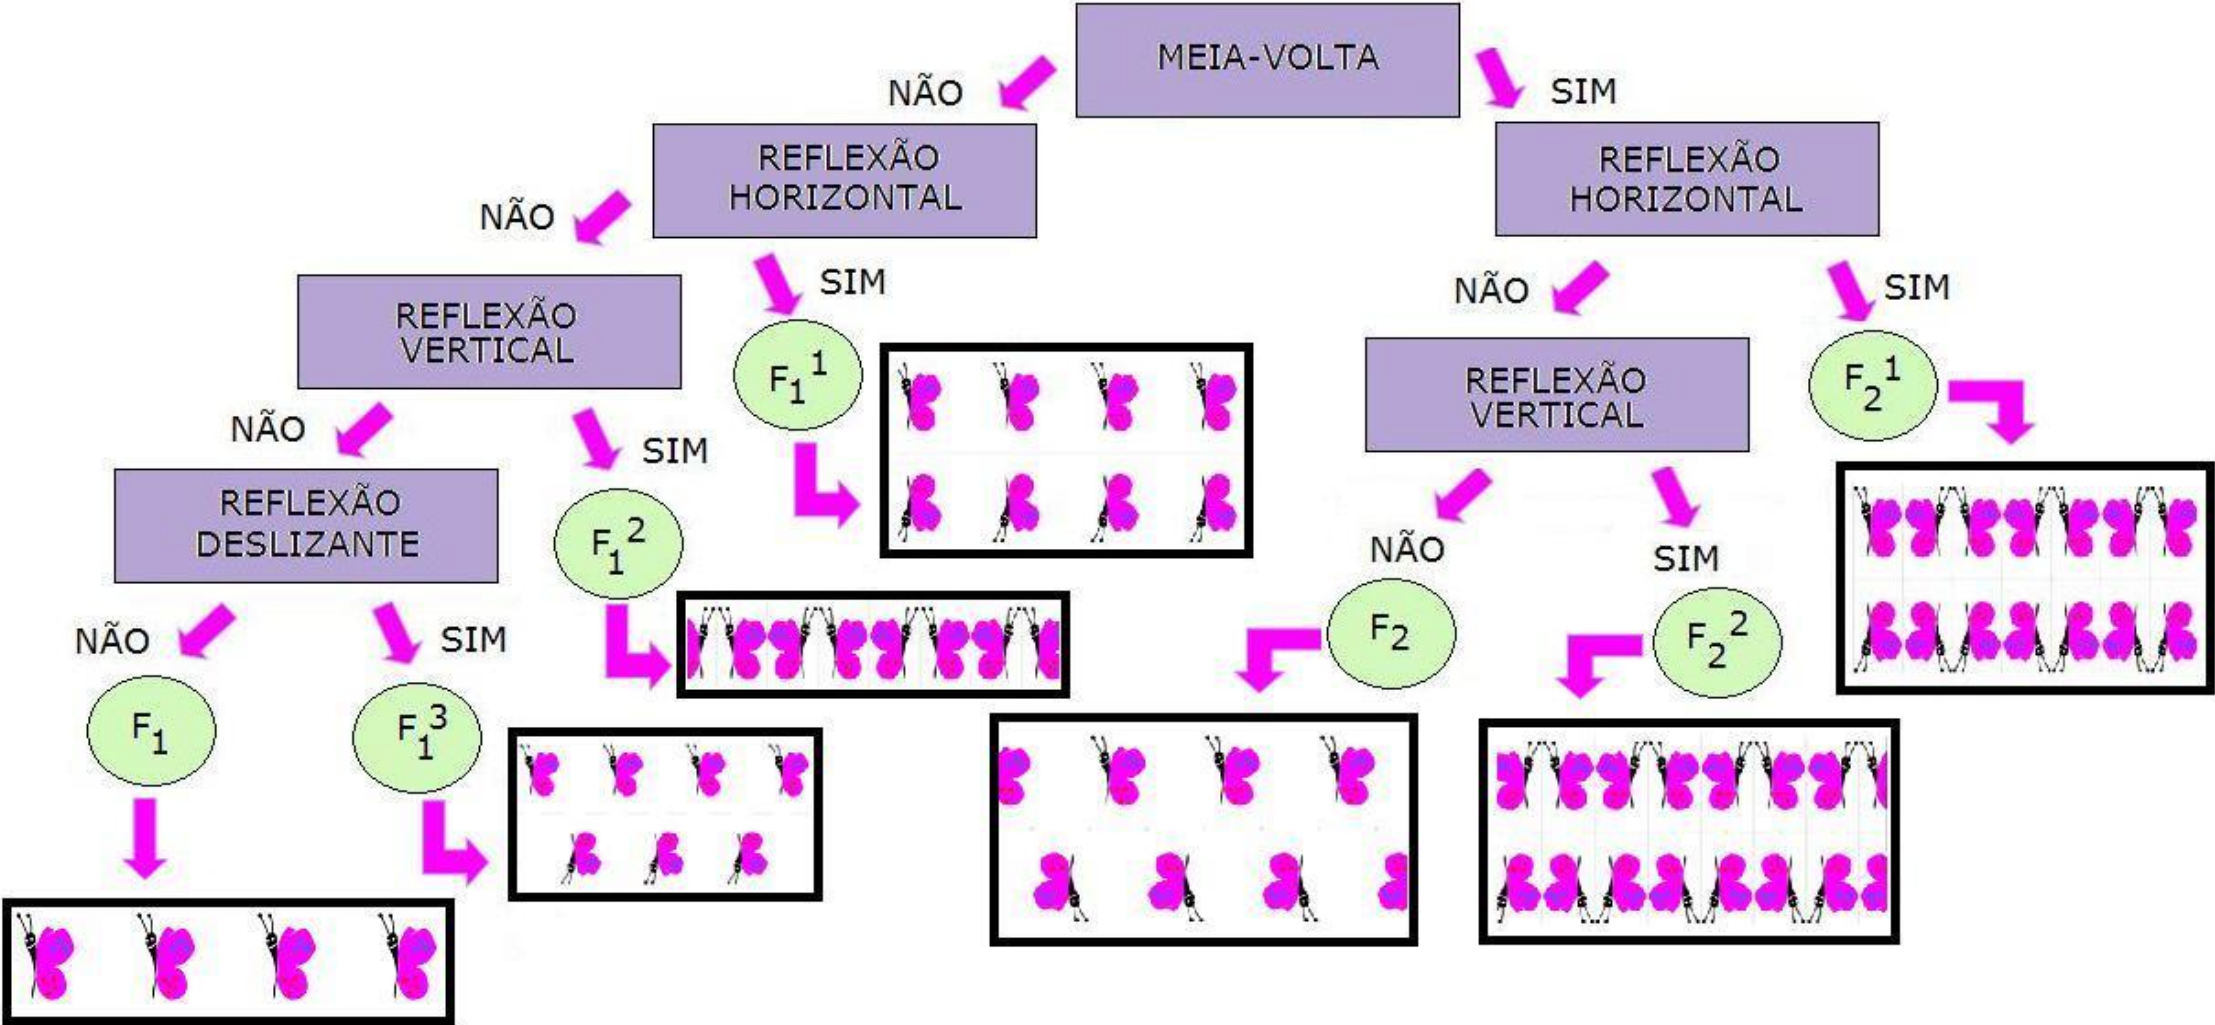 MEIA-VOLTA
NÃO
SIM
REFLEXÃO
HORIZONTAL
REFLEXÃO
HORIZONTAL
NÃO
SIM
NÃO
SIM
REFLEXÃO
VERTICAL
F₁¹
REFLEXÃO
VERTICAL
F₂¹
NÃO
SIM
REFLEXÃO
DESLIZANTE
F₁²
NÃO
SIM
NÃO
SIM
F₂
F₂²
F₁
F₁³